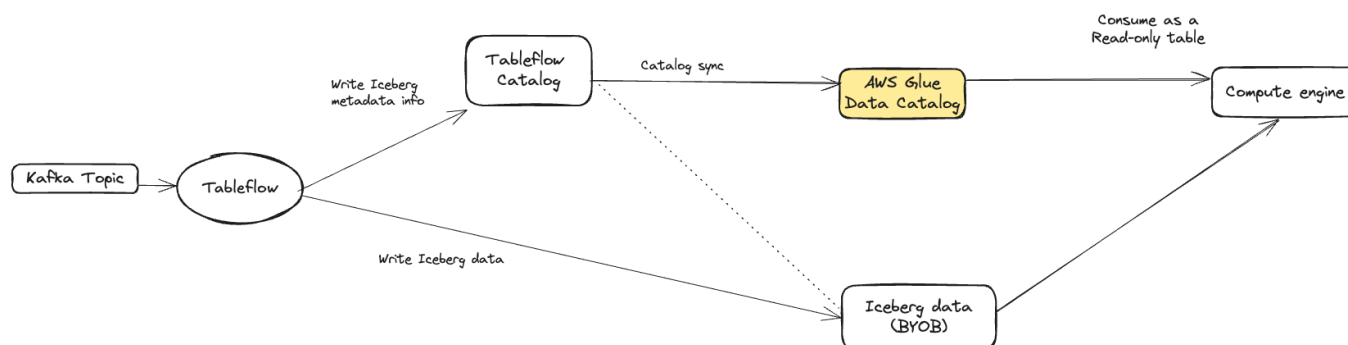 Consume as a
Read-only table
Tableflow
Catalog
Catalog sync
AWS Glue
Data Catalog
Compute engine
Write Iceberg
metadata info
Kafka Topic
Tableflow
Write Iceberg data
Iceberg data
(BYOB)